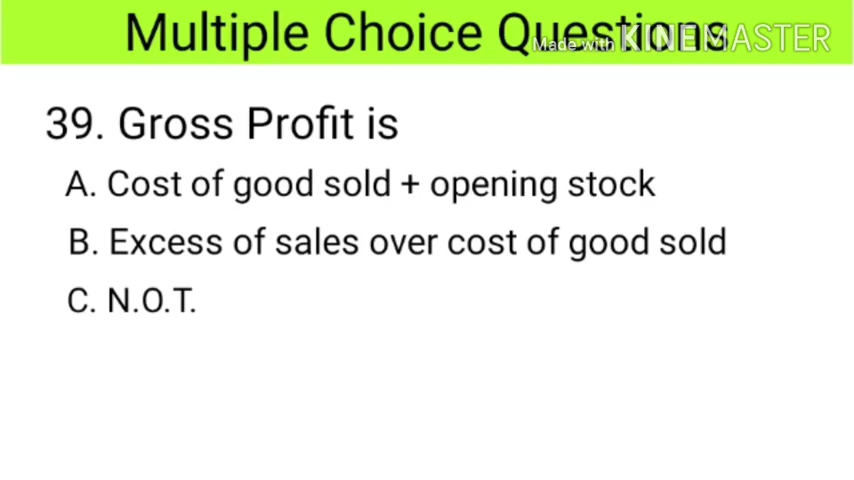 Multiple Choice Questions
Made with KINEMASTER
39. Gross Profit is
A. Cost of good sold + opening stock
B. Excess of sales over cost of good sold
C. N.O.T.